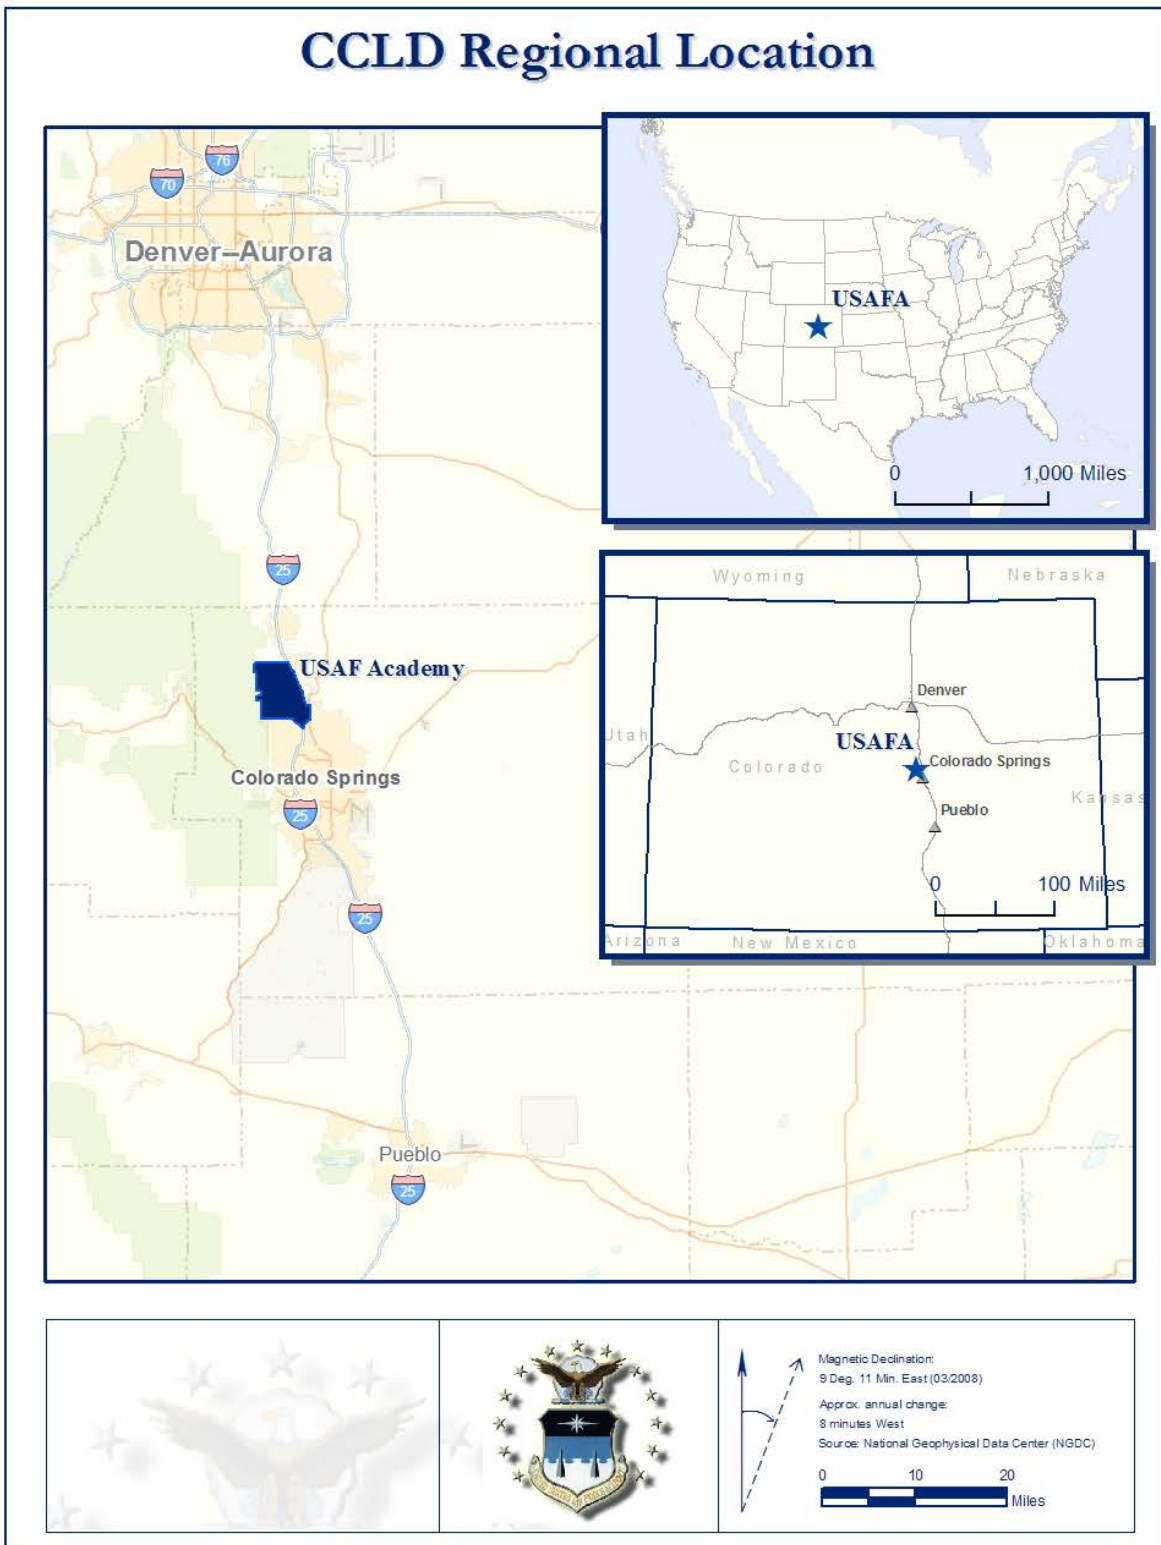 CCLD Regional Location
76
70
Denver–Aurora
25
USAF Academy
Colorado Springs
25
25
Pueblo
25
USAFA
0 1,000 Miles
Wyoming
Nebraska
Denver
Utah
USAFA
Colorado Springs
Colorado
Kansas
Pueblo
0 100 Miles
Arizona
New Mexico
Oklahoma
Magnetic Declination:
9 Deg. 11 Min. East (03/2008)
Approx. annual change:
8 minutes West
Source: National Geophysical Data Center (NGDC)
0 10 20
Miles